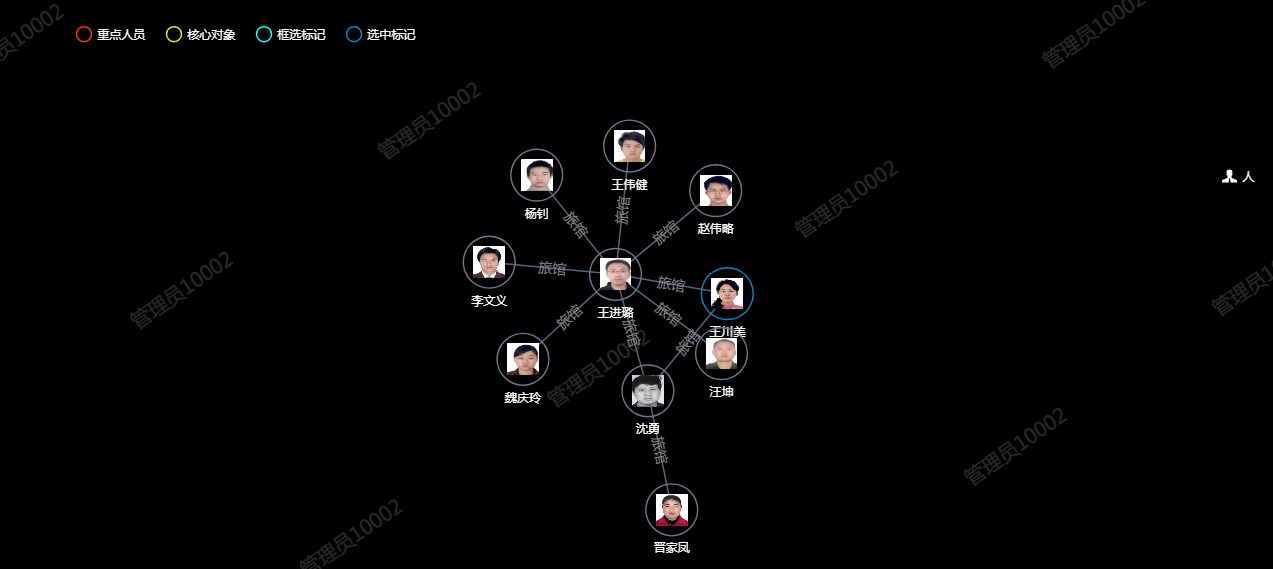 重点人员
核心对象
框选标记
选中标记
管理员10002
管理员10002
管理员10002
王伟健
人
杨钊
赵伟略
旅馆
旅馆
旅馆
管理员10002
旅馆
旅馆
李文义
王进璐
旅馆
旅馆
旅馆
王川美
旅馆
管理员10002
管理员10002
魏庆玲
汪坤
沈勇
旅馆
管理员10002
管理员10002
晋家凤